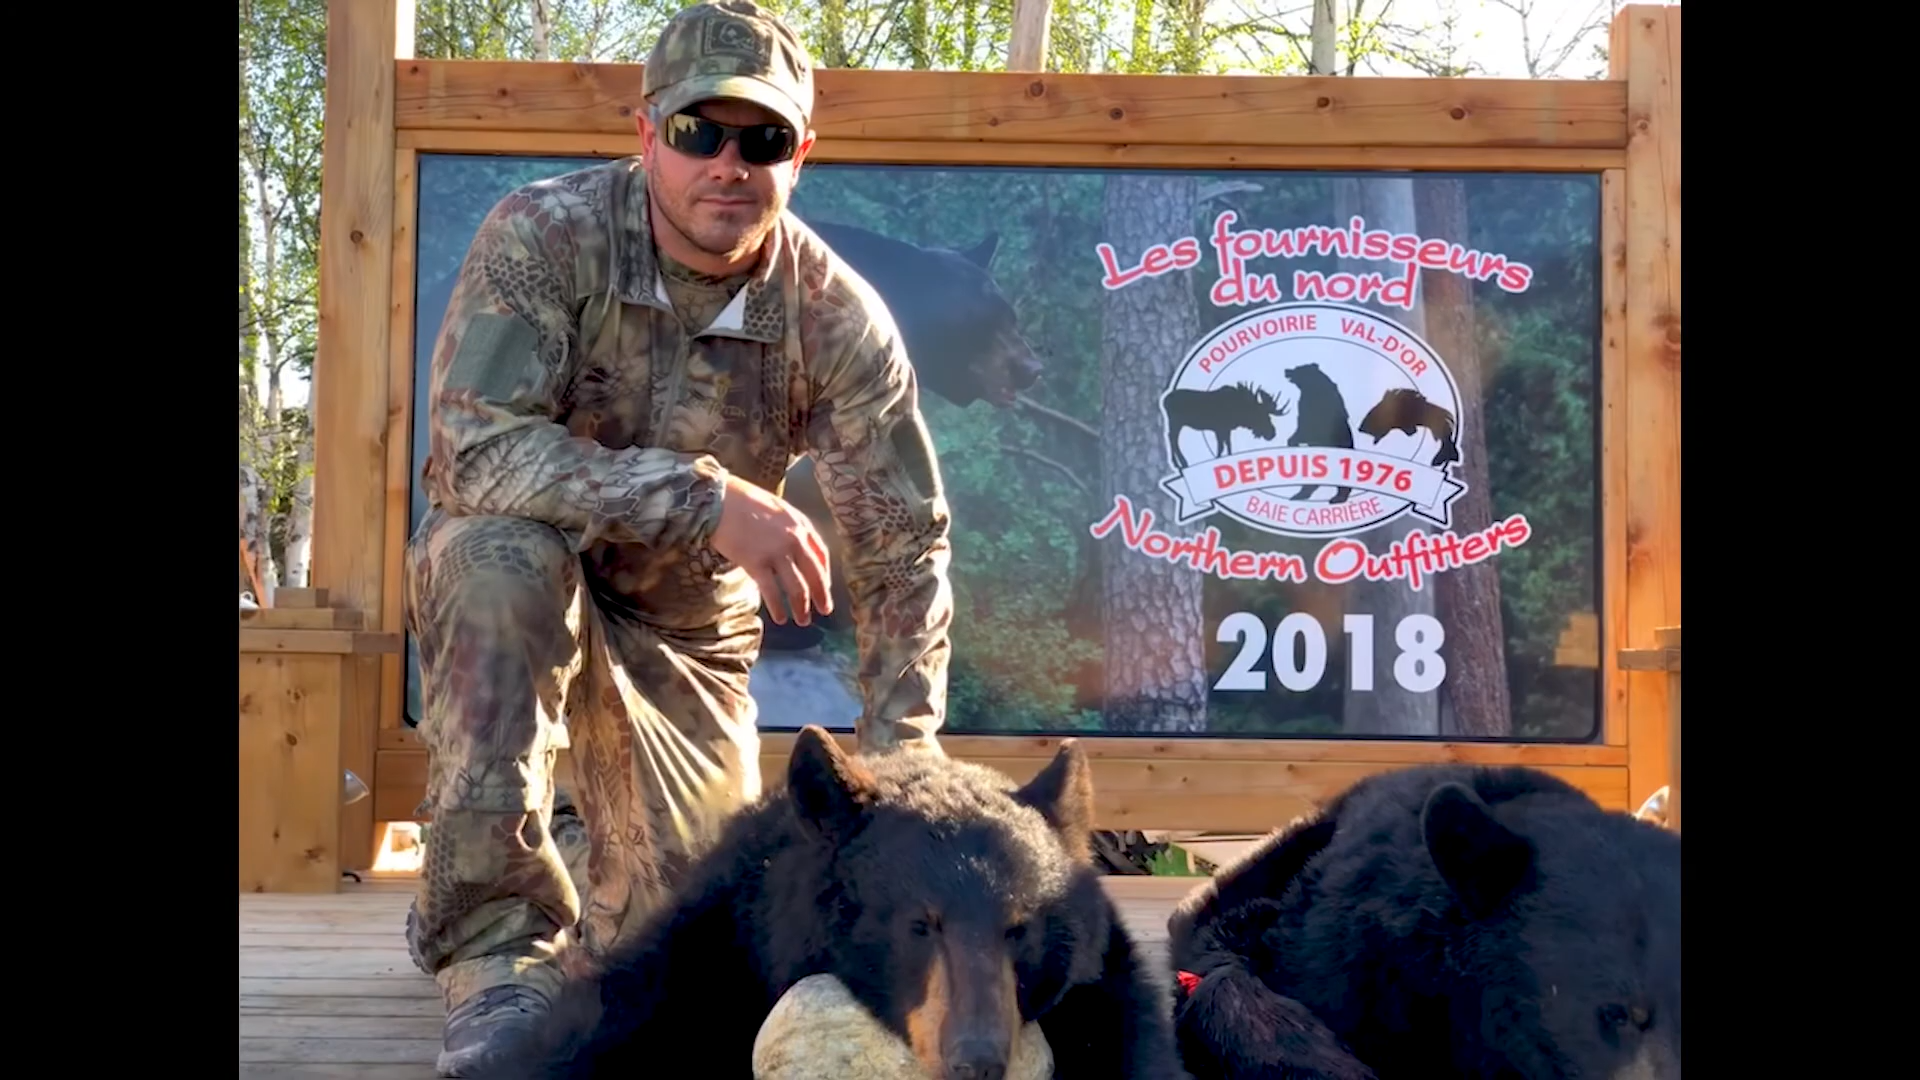 Les fournisseurs
du nord
POURVOIRIE VAL-D'OR
DEPUIS 1976
BAIE CARRIÈRE
Northern Outfitters
2018